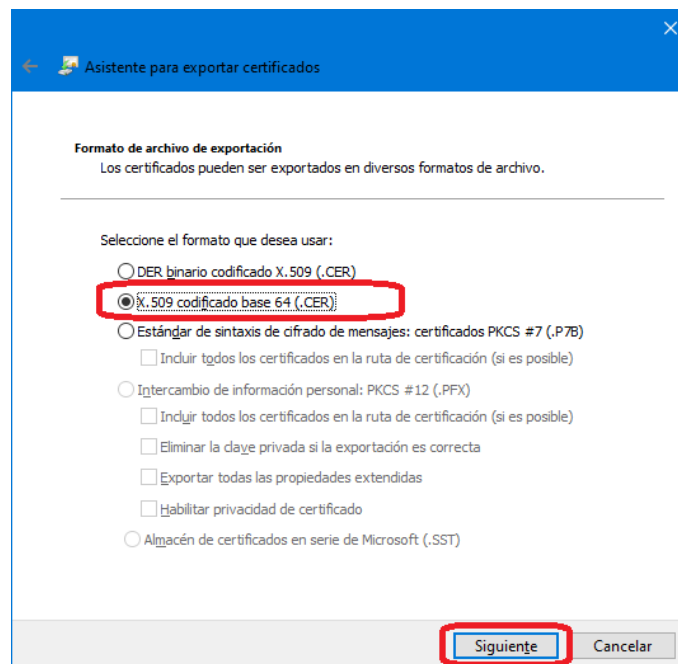 Asistente para exportar certificados
Formato de archivo de exportación
Los certificados pueden ser exportados en diversos formatos de archivo.
Seleccione el formato que desea usar:
DER binario codificado X.509 (.CER)
X.509 codificado base 64 (.CER)
Estándar de sintaxis de cifrado de mensajes: certificados PKCS #7 (.P7B)
Incluir todos los certificados en la ruta de certificación (si es posible)
Intercambio de información personal: PKCS #12 (.PFX)
Incluir todos los certificados en la ruta de certificación (si es posible)
Eliminar la clave privada si la exportación es correcta
Exportar todas las propiedades extendidas
Habilitar privacidad de certificado
Almacén de certificados en serie de Microsoft (.SST)
Siguiente Cancelar